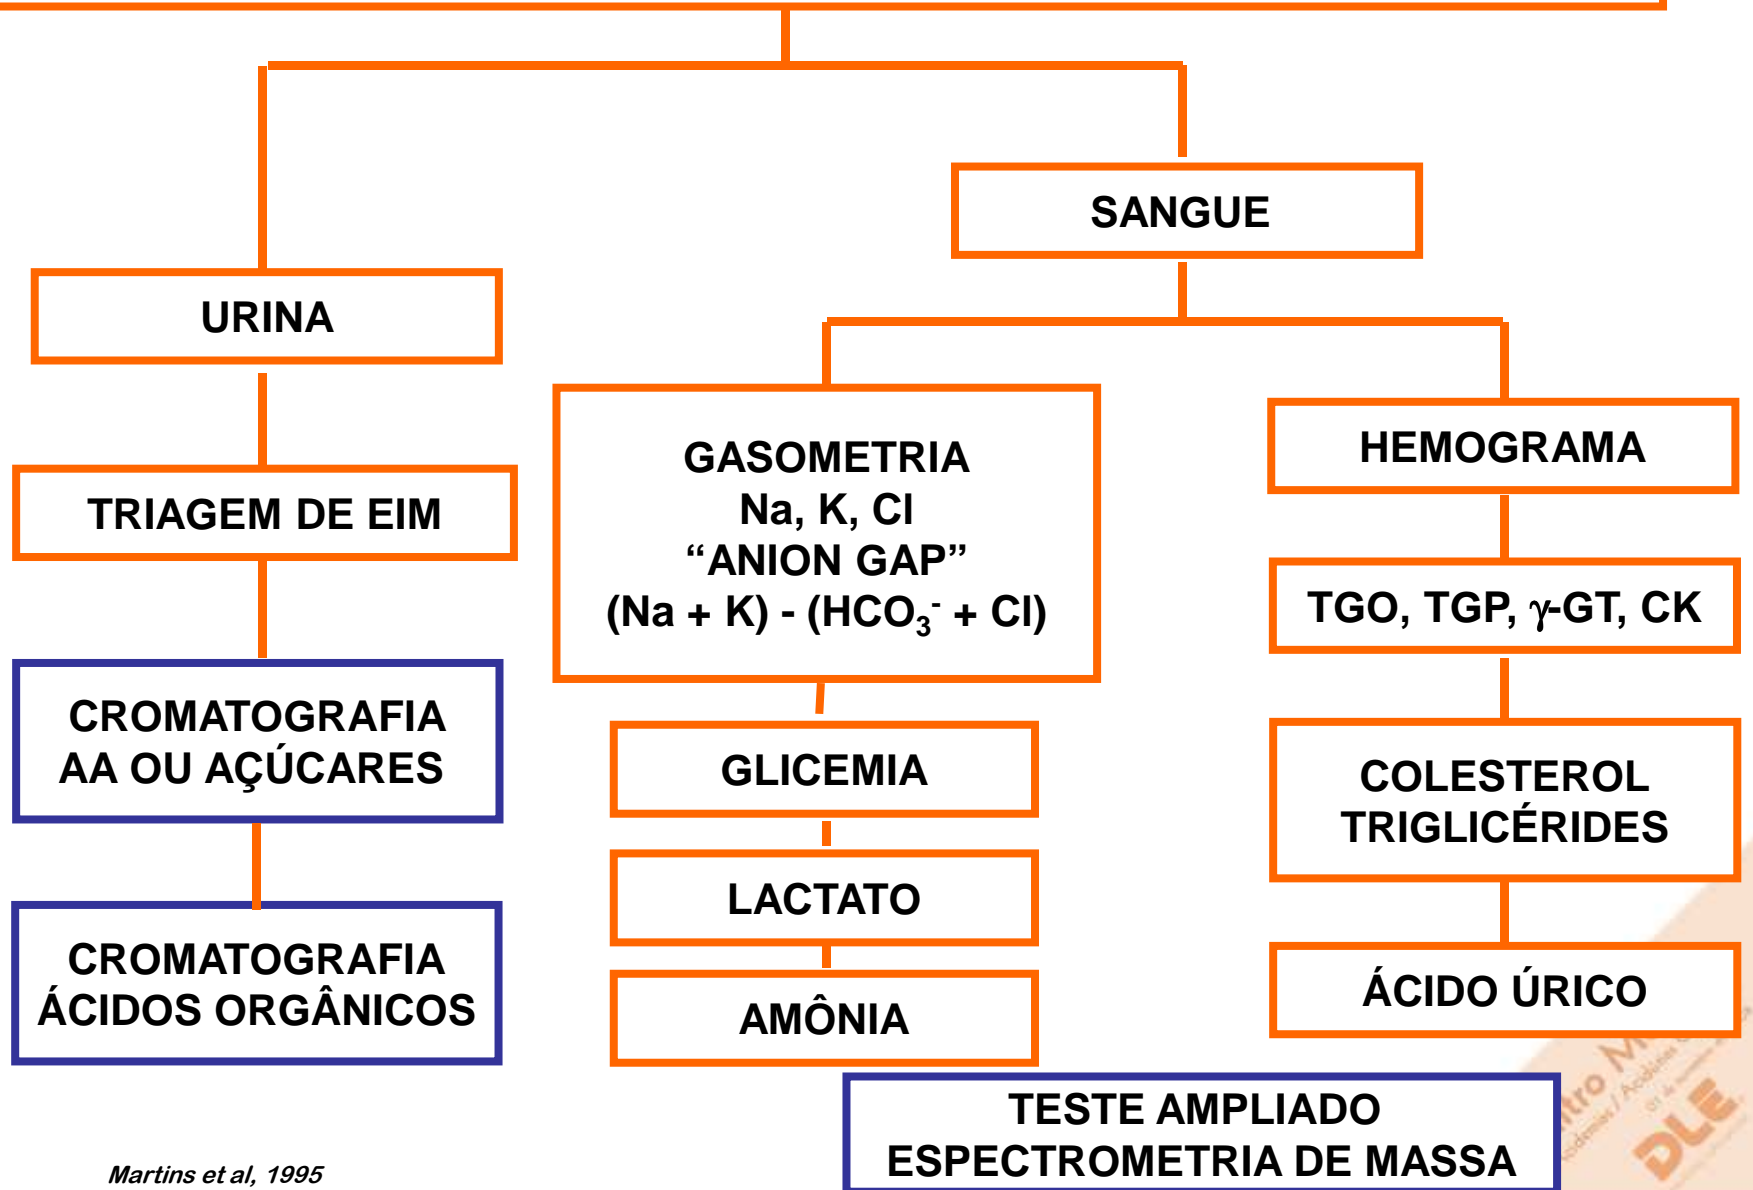 SANGUE
URINA
TRIAGEM DE EIM
CROMATOGRAFIA
AA OU AÇÚCARES
CROMATOGRAFIA
ÁCIDOS ORGÂNICOS
GASOMETRIA
Na, K, Cl
“ANION GAP”
(Na + K) - (HCO₃⁻ + Cl)
GLICEMIA
LACTATO
AMÔNIA
HEMOGRAMA
TGO, TGP, γ-GT, CK
COLESTEROL
TRIGLICÉRIDES
ÁCIDO ÚRICO
TESTE AMPLIADO
ESPECTROMETRIA DE MASSA
Martins et al, 1995
DLE